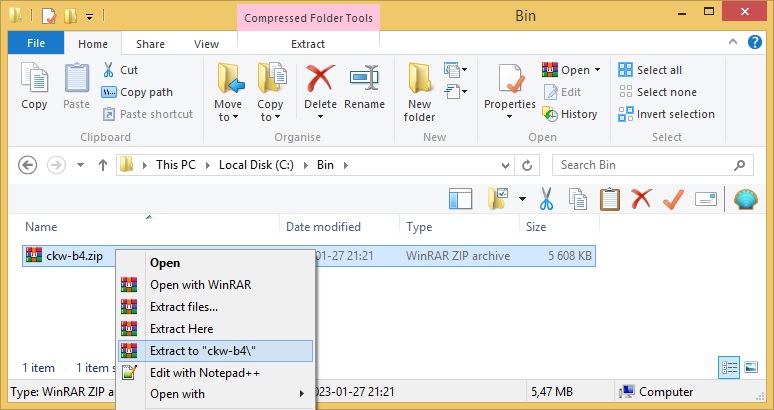 Compressed Folder Tools
Bin
File Home Share View Extract
Copy
Paste
Cut
Copy path
Paste shortcut
Clipboard
Move to
Copy to
Delete
Rename
Organise
New folder
New
Properties
Open
Edit
History
Open
Select all
Select none
Invert selection
Select
This PC Local Disk (C:) Bin
Search Bin
Name Date modified Type Size
ckw-b4.zip 01-27 21:21 WinRAR ZIP archive 5 608 KB
Open
Open with WinRAR
Extract files...
Extract Here
Extract to "ckw-b4\"
Edit with Notepad++
Open with
1 item 1 item s
Type: WinRAR ZIP a 023-01-27 21:21 5,47 MB Computer